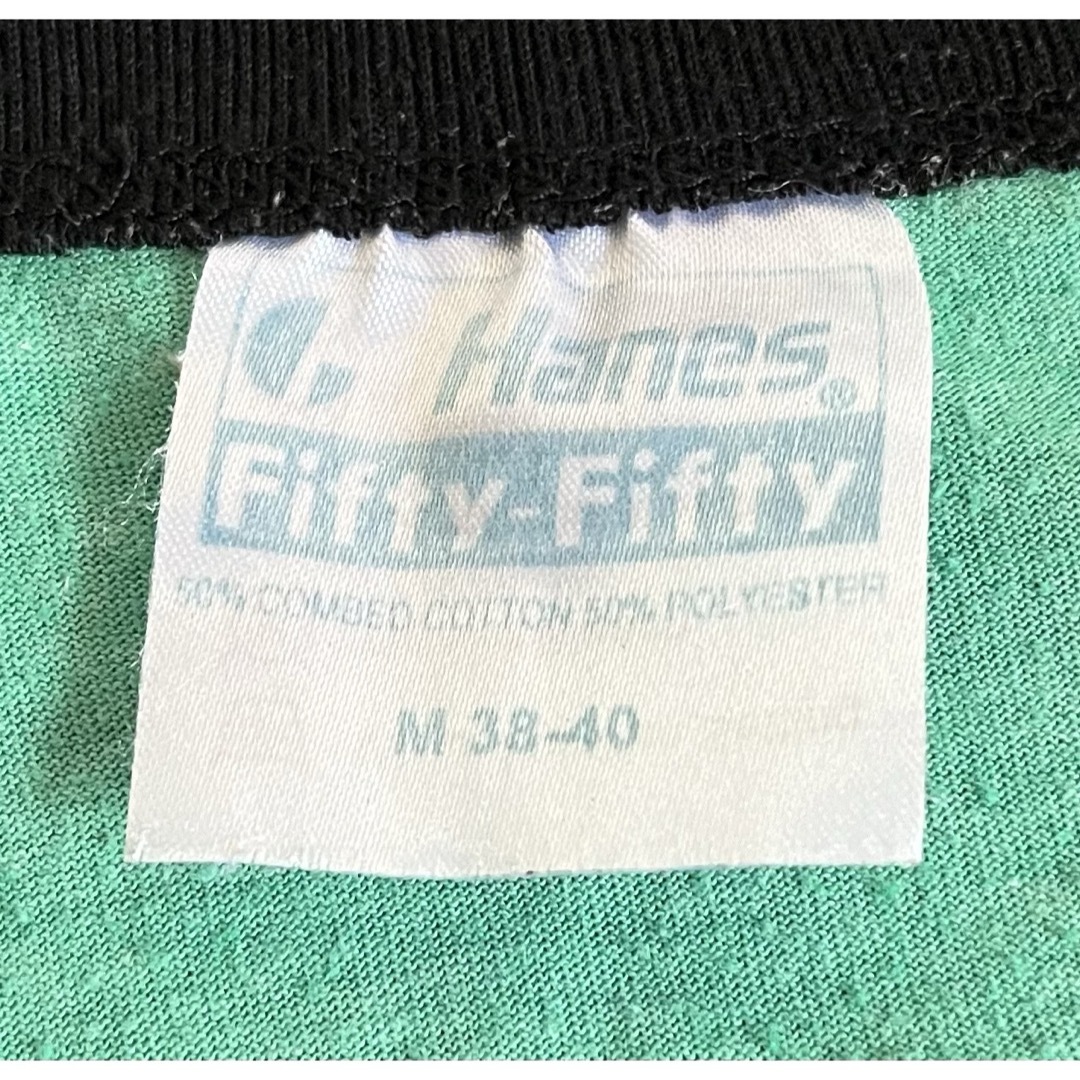 Hanes®
Fifty-Fifty
50% COMBED COTTON 50% POLYESTER
M 38-40